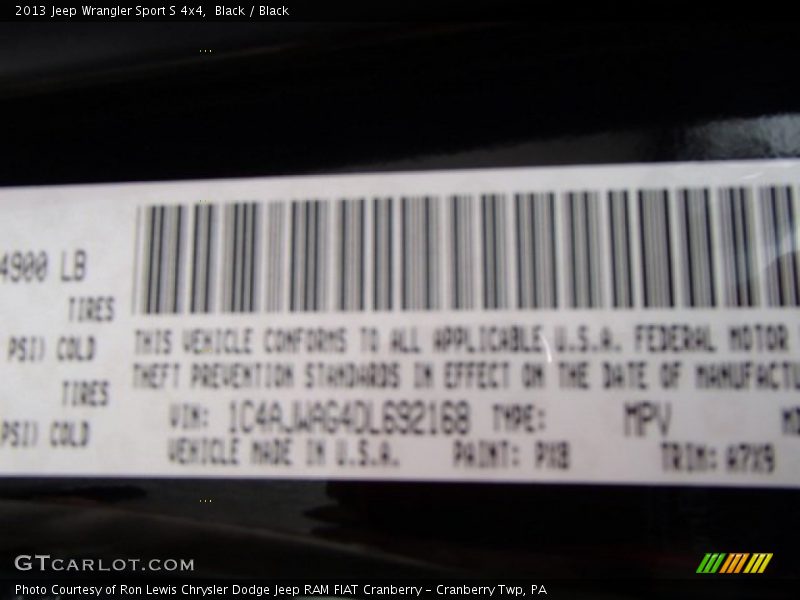 2013 Jeep Wrangler Sport S 4x4, Black / Black
4900 LB
TIRES
PSI) COLD
TIRES
PSI) COLD
THIS VEHICLE CONFORMS TO ALL APPLICABLE U.S.A. FEDERAL MOTOR
THEFT PREVENTION STANDARDS IN EFFECT ON THE DATE OF MANUFACTU
VIN: 1C4AJWAG4DL692168 TYPE: MPV
VEHICLE MADE IN U.S.A. PAINT: PX8 TRIM: A7X9
GTCARLOT.COM
Photo Courtesy of Ron Lewis Chrysler Dodge Jeep RAM FIAT Cranberry – Cranberry Twp, PA